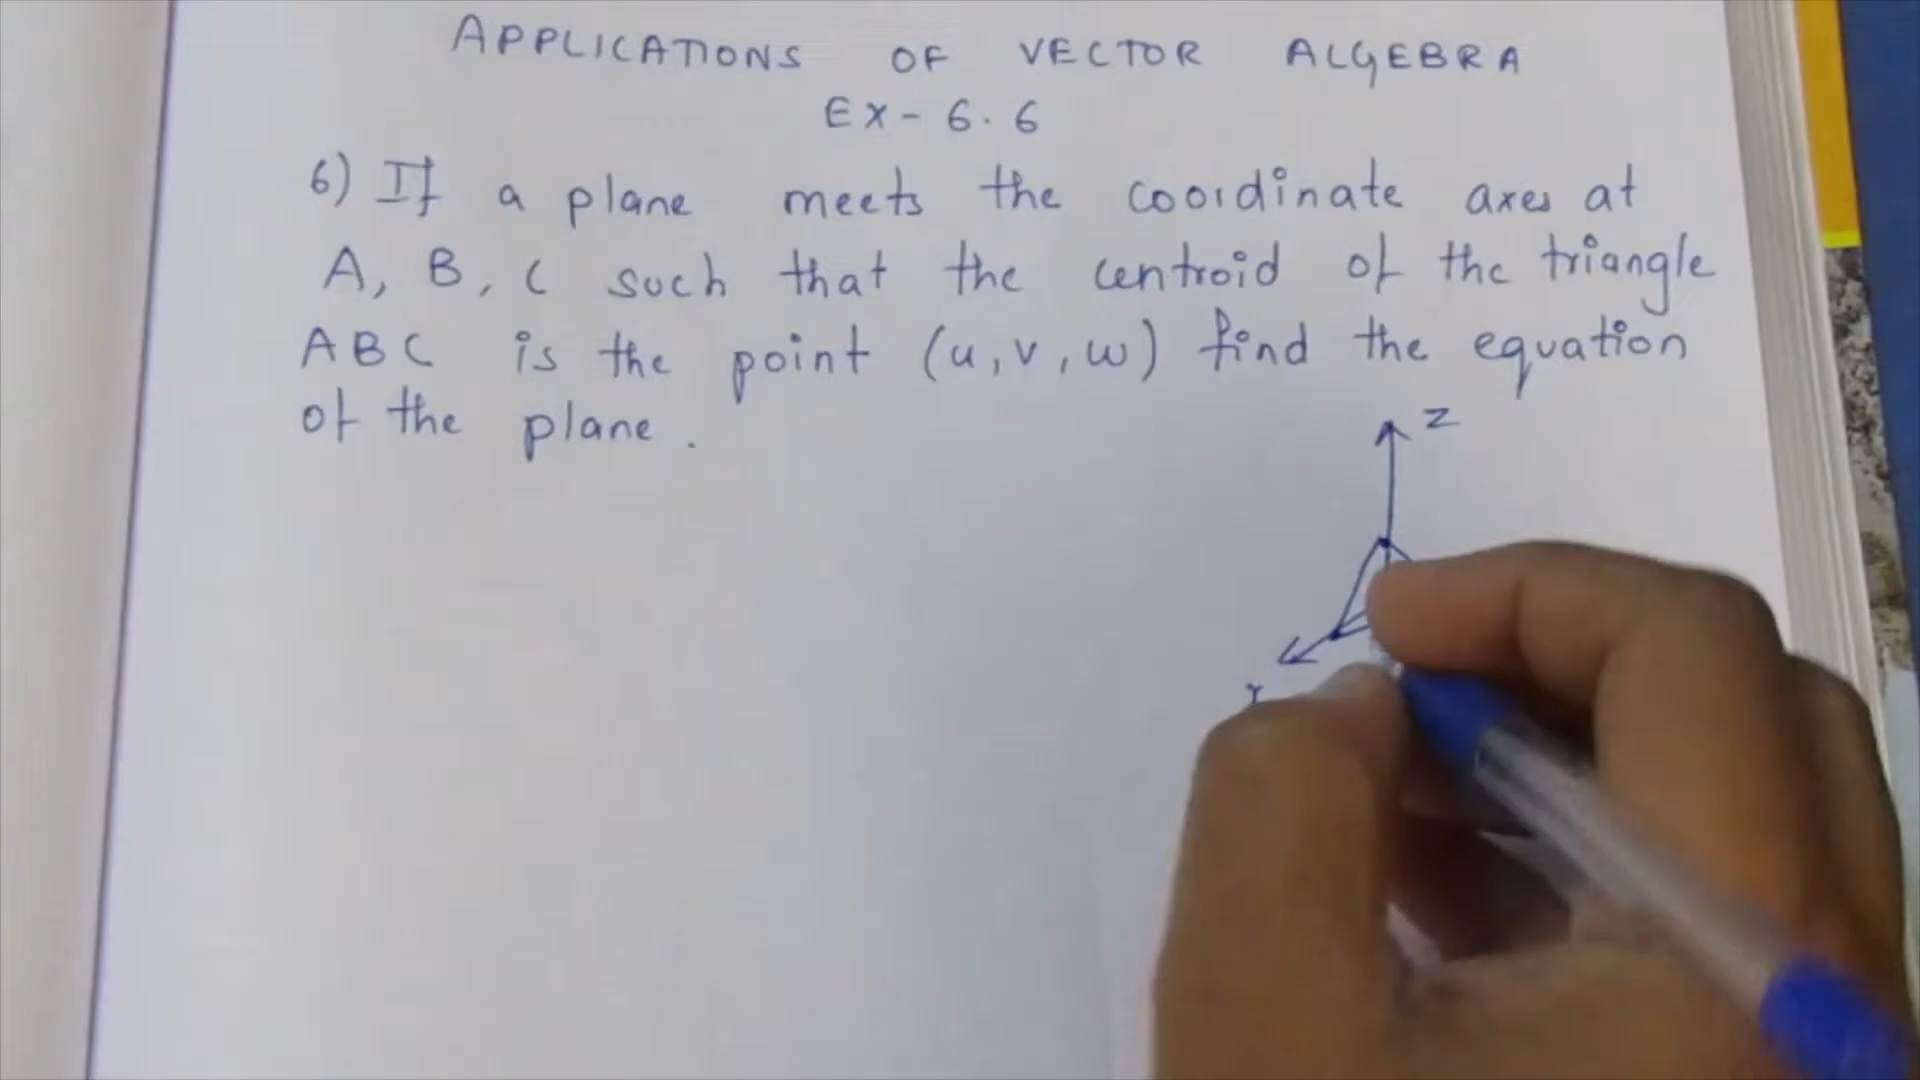 APPLICATIONS OF VECTOR ALGEBRA
EX - 6.6
6) If a plane meets the coordinate axes at
A, B, C such that the centroid of the triangle
ABC is the point (u, v, w) find the equation
of the plane.
Z